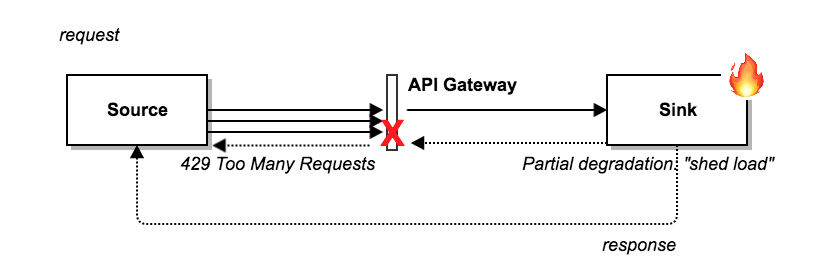 request
API Gateway
Source
Sink
X
429 Too Many Requests
Partial degradation, "shed load"
response